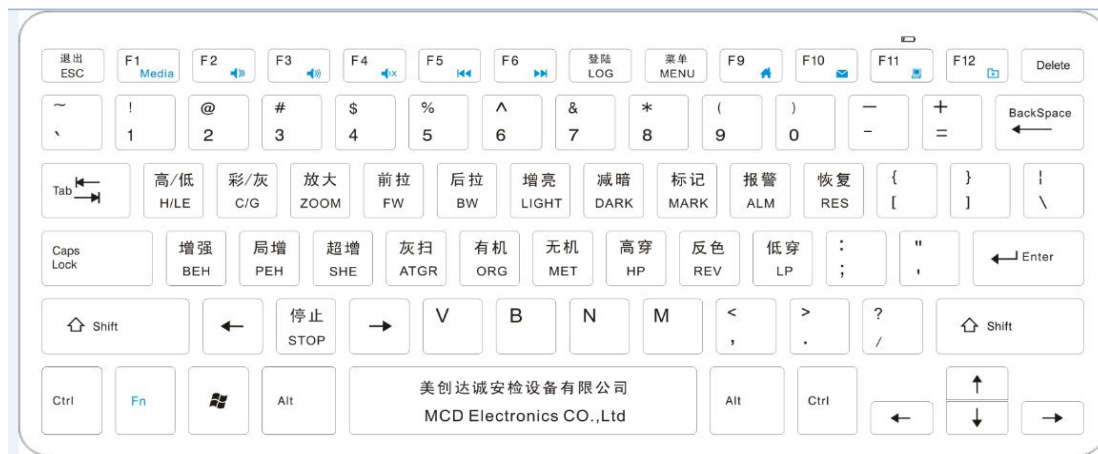 退出
ESC
F1
Media
F2
F3
F4
F5
F6
登陆
LOG
菜单
MENU
F9
F10
F11
F12
Delete
~
、
!
1
@
2
#
3
$
4
%
5
^
6
&
7
*
8
(
9
)
0
—
-
+
=
BackSpace
Tab
高/低
H/LE
彩/灰
C/G
放大
ZOOM
前拉
FW
后拉
BW
增亮
LIGHT
减暗
DARK
标记
MARK
报警
ALM
恢复
RES
{
[
}
]
¦
\
Caps
Lock
增强
BEH
局增
PEH
超增
SHE
灰扫
ATGR
有机
ORG
无机
MET
高穿
HP
反色
REV
低穿
LP
:
;
"
'
Enter
Shift
←
停止
STOP
→
V
B
N
M
<
,
>
.
?
/
Shift
Ctrl
Fn
Alt
美创达诚安检设备有限公司
MCD Electronics CO.,Ltd
Alt
Ctrl
←
↑
↓
→